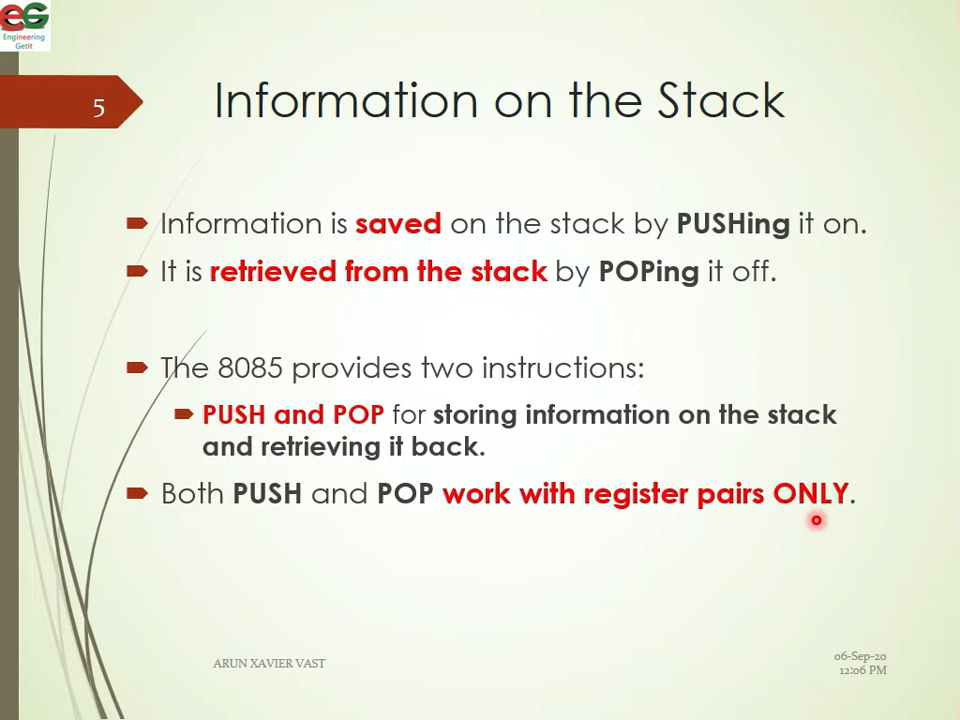 EG
Engineering
Getit
5
Information on the Stack
Information is saved on the stack by PUSHing it on.
It is retrieved from the stack by POPing it off.
The 8085 provides two instructions:
PUSH and POP for storing information on the stack
and retrieving it back.
Both PUSH and POP work with register pairs ONLY.
ARUN XAVIER VAST
06-Sep-20
12:06 PM